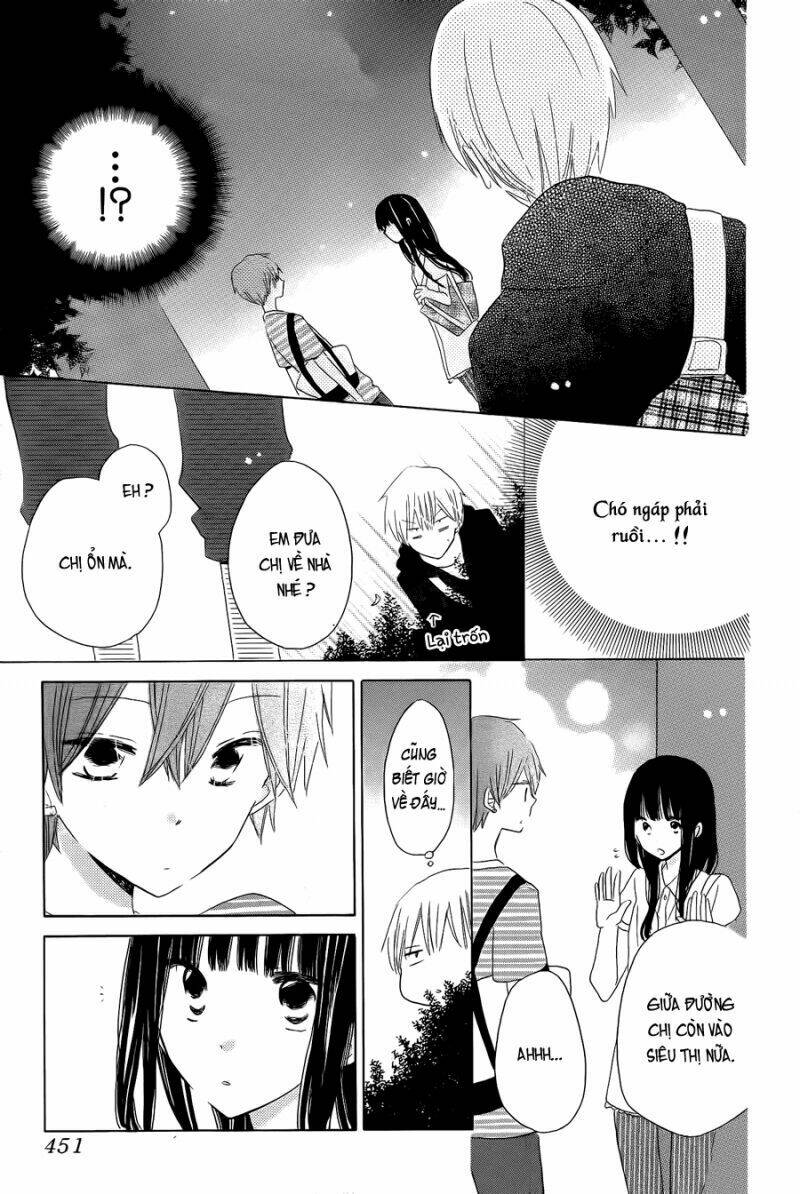 ...
!?
Chó ngáp phải
ruồi... !!
Lại trốn
EM ĐƯA
CHỊ VỀ NHÀ
NHÉ ?
EH ?
CHỊ ỔN MÀ.
GIỮA ĐƯỜNG
CHỊ CÒN VÀO
SIÊU THỊ NỮA.
AHHH...
CŨNG
BIẾT GIỜ
VỀ ĐẤY...
451